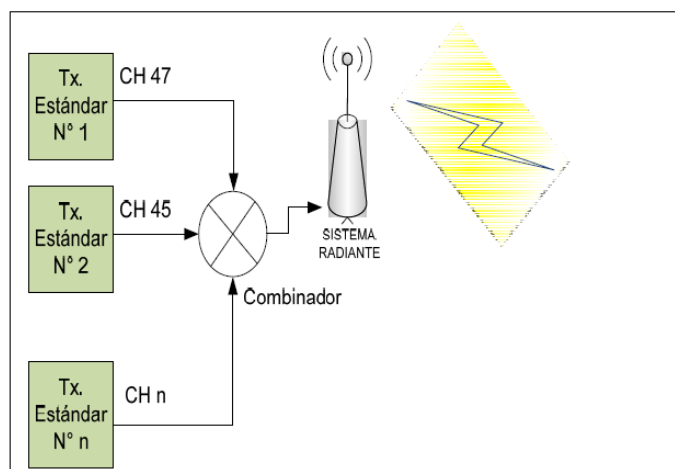 Tx.
Estándar
N° 1
CH 47
Tx.
Estándar
N° 2
CH 45
Combinador
SISTEMA
RADIANTE
Tx.
Estándar
N° n
CH n